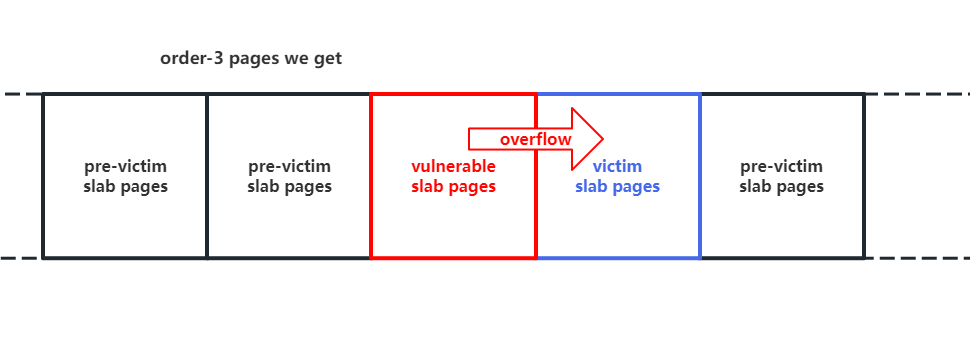 order-3 pages we get
pre-victim
slab pages
pre-victim
slab pages
vulnerable
slab pages
overflow
victim
slab pages
pre-victim
slab pages